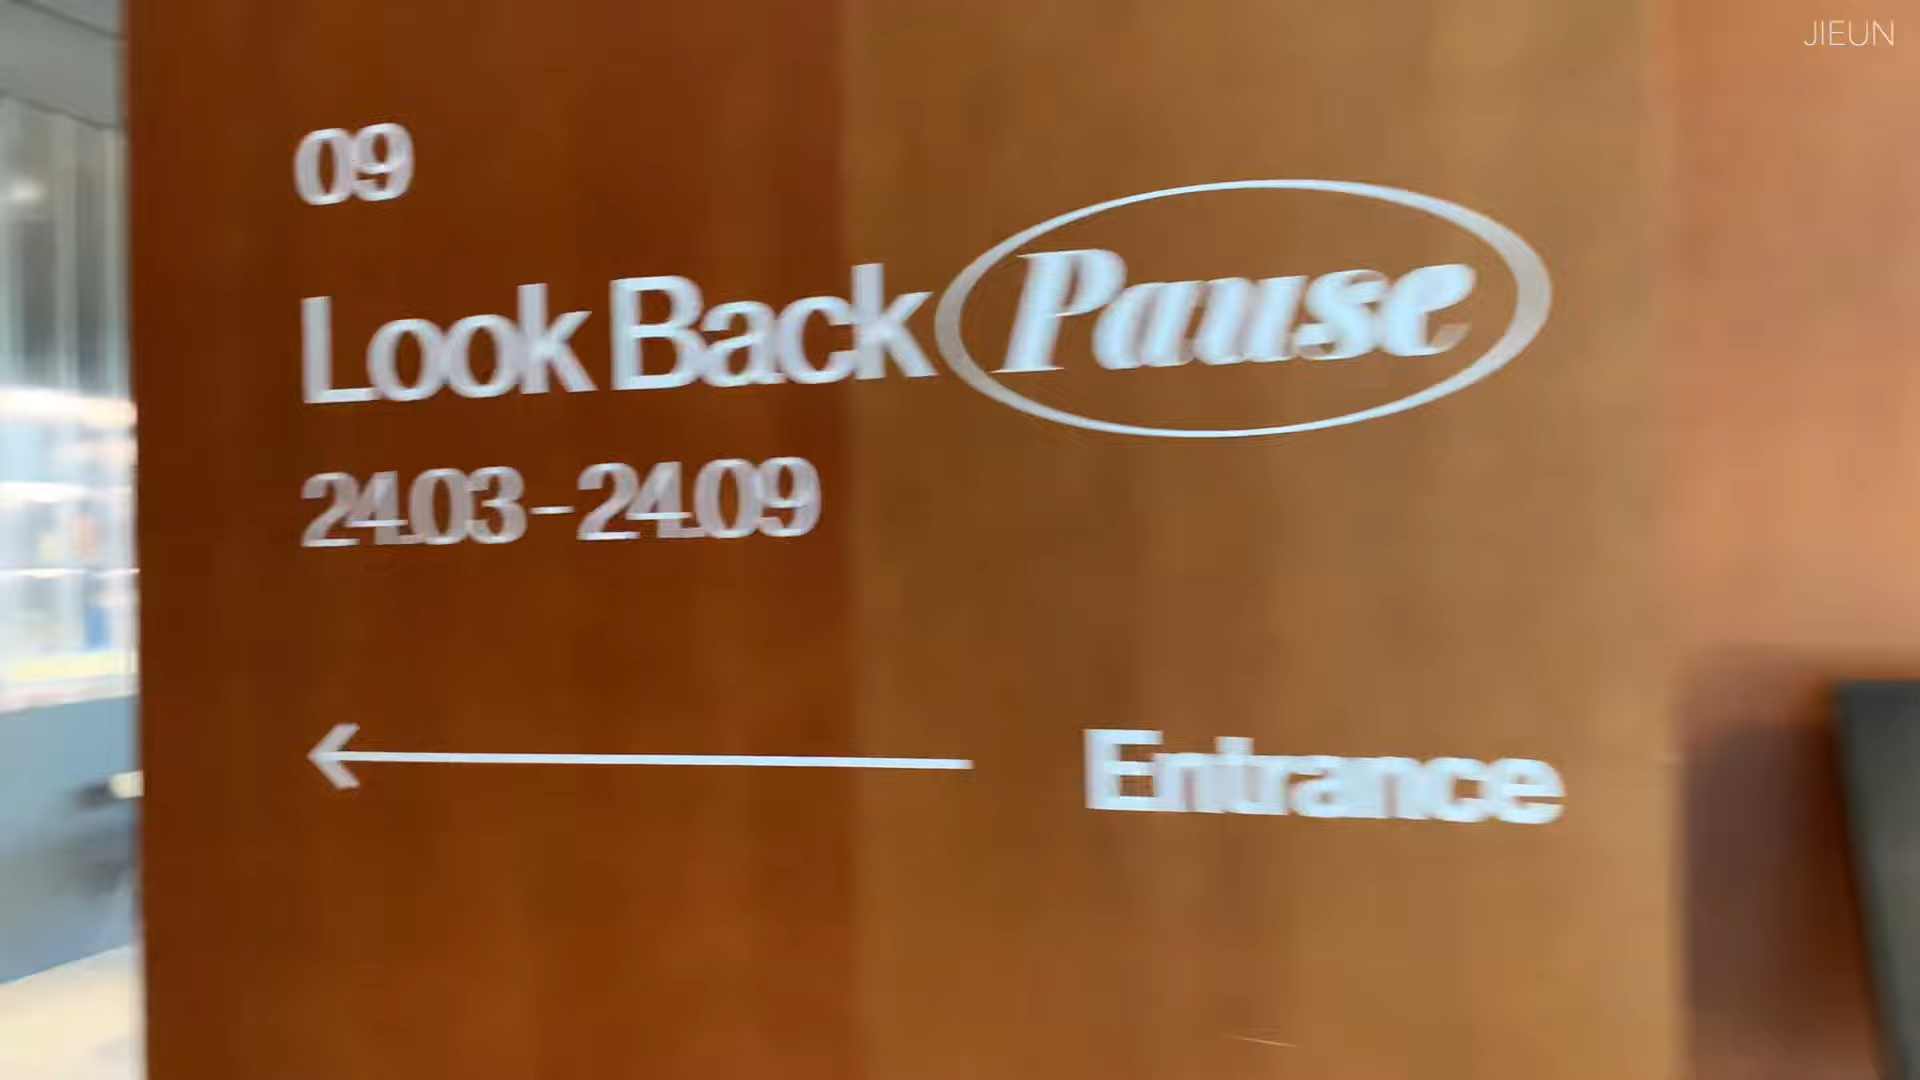 JIEUN
09
Look Back Pause
24.03 – 24.09
← Entrance